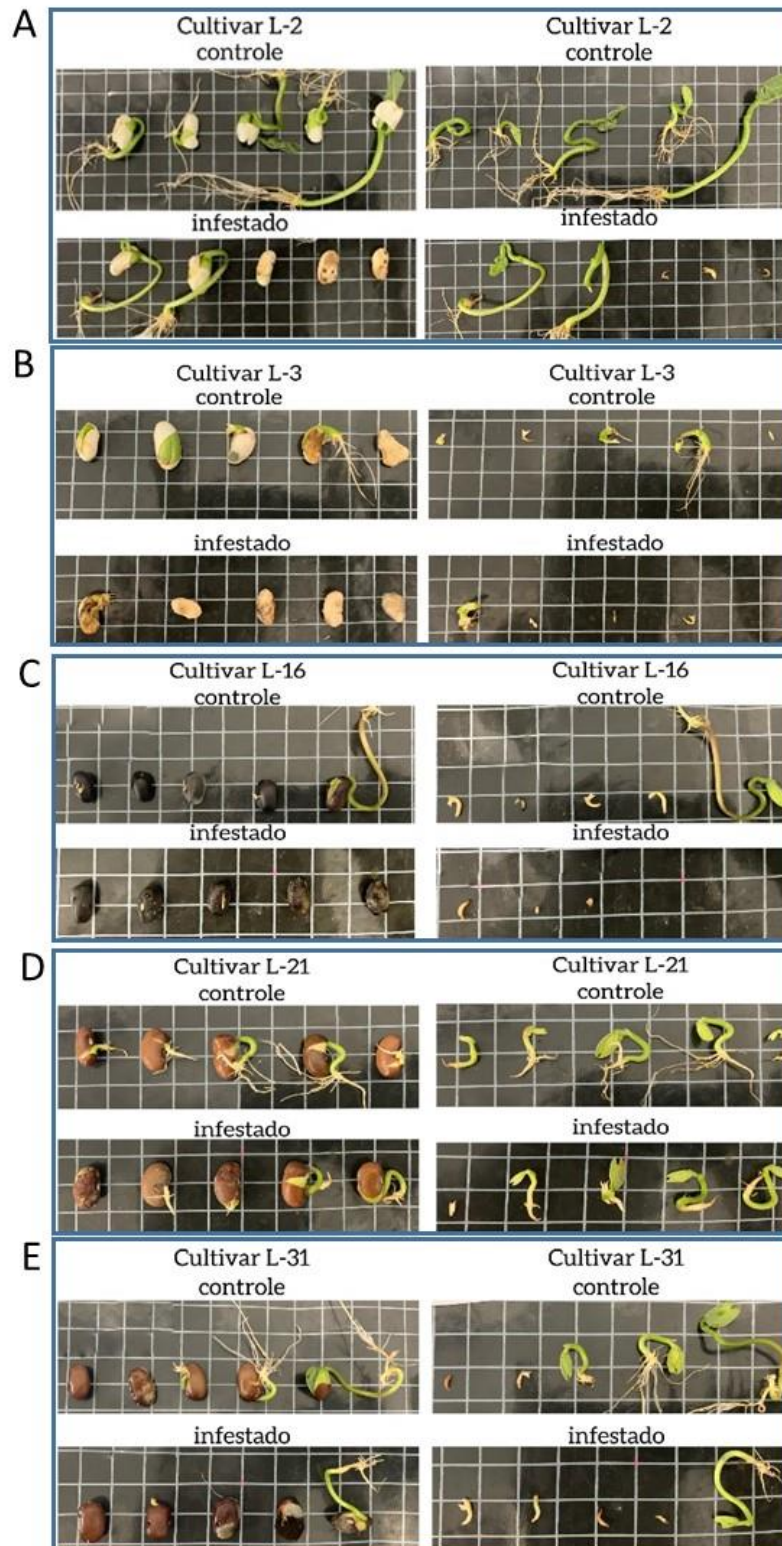 A
Cultivar L-2
controle
Cultivar L-2
controle
infestado
infestado
B
Cultivar L-3
controle
Cultivar L-3
controle
infestado
infestado
C
Cultivar L-16
controle
Cultivar L-16
controle
infestado
infestado
D
Cultivar L-21
controle
Cultivar L-21
controle
infestado
infestado
E
Cultivar L-31
controle
Cultivar L-31
controle
infestado
infestado